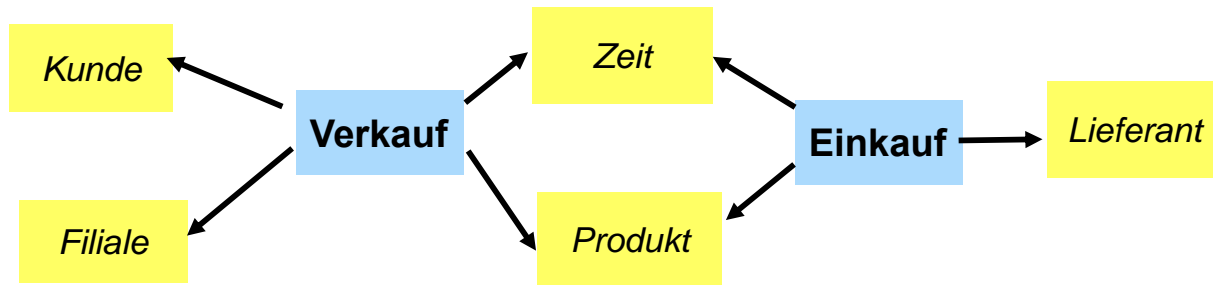 Kunde
Zeit
Verkauf
Einkauf
Lieferant
Filiale
Produkt